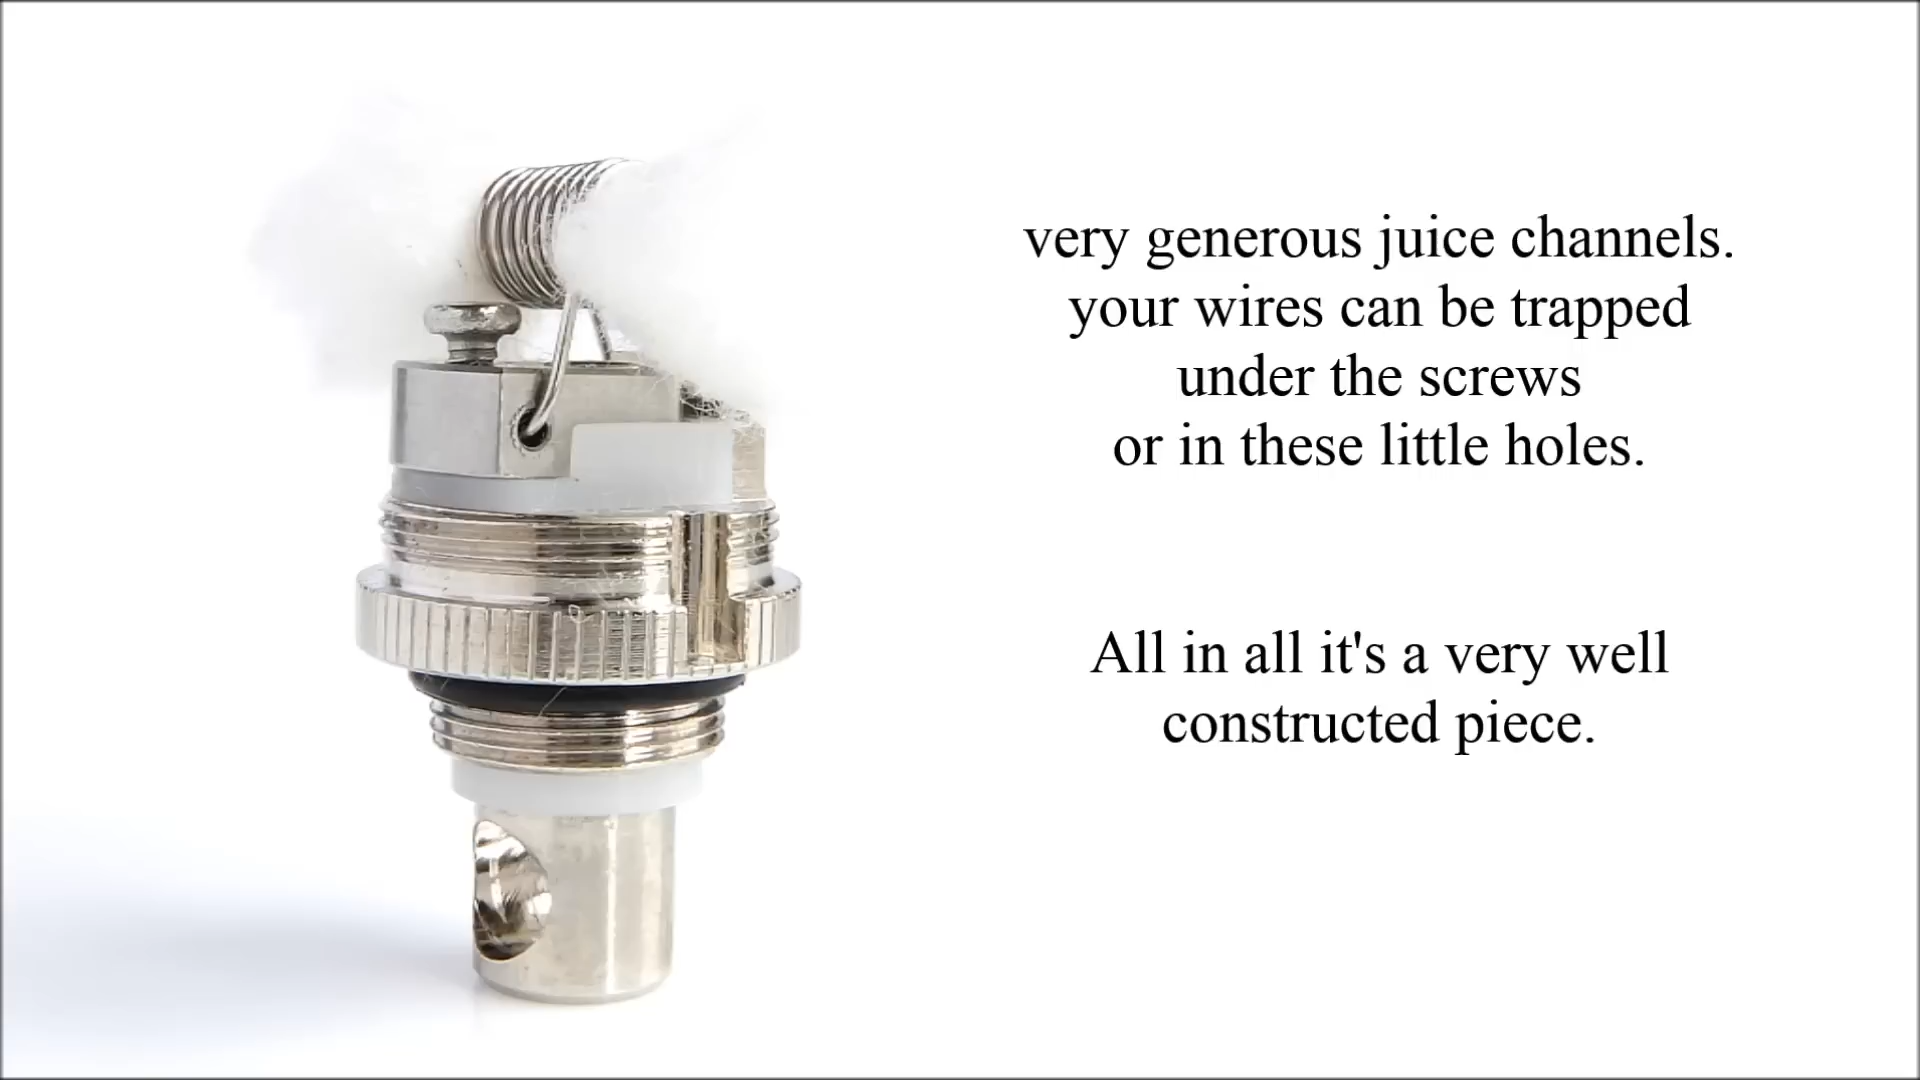 very generous juice channels.
your wires can be trapped
under the screws
or in these little holes.
All in all it's a very well
constructed piece.